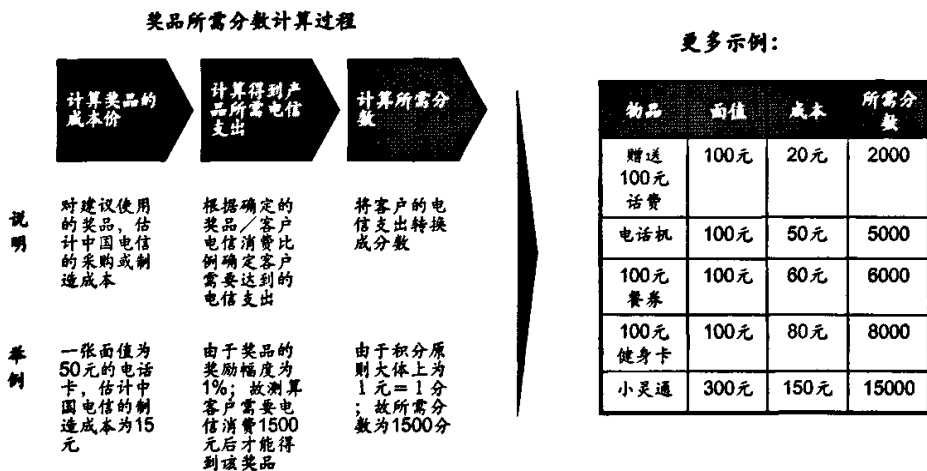 奖品所需分数计算过程
更多示例：
计算奖品的
成本价
计算得到产
品所需电信
支出
计算所需分
数
说
明
对建议使用
的奖品，估
计中国电信
的采购或制
造成本
根据确定的
奖品／客户
电信消费比
例确定客户
需要达到的
电信支出
将客户的电
信支出转换
成分数
举
例
一张面值为
50元的电话
卡，估计中
国电信的制
造成本为15
元
由于奖品的
奖励幅度为
1%；故测算
客户需要电
信消费1500
元后才能得
到该奖品
由于积分原
则大体上为
1元＝1分
；故所需分
数为1500分
物品 面值 成本 所需分
数
赠送 100元 20元 2000
100元
话费
电话机 100元 50元 5000
100元 100元 60元 6000
餐券
100元 100元 80元 8000
健身卡
小灵通 300元 150元 15000